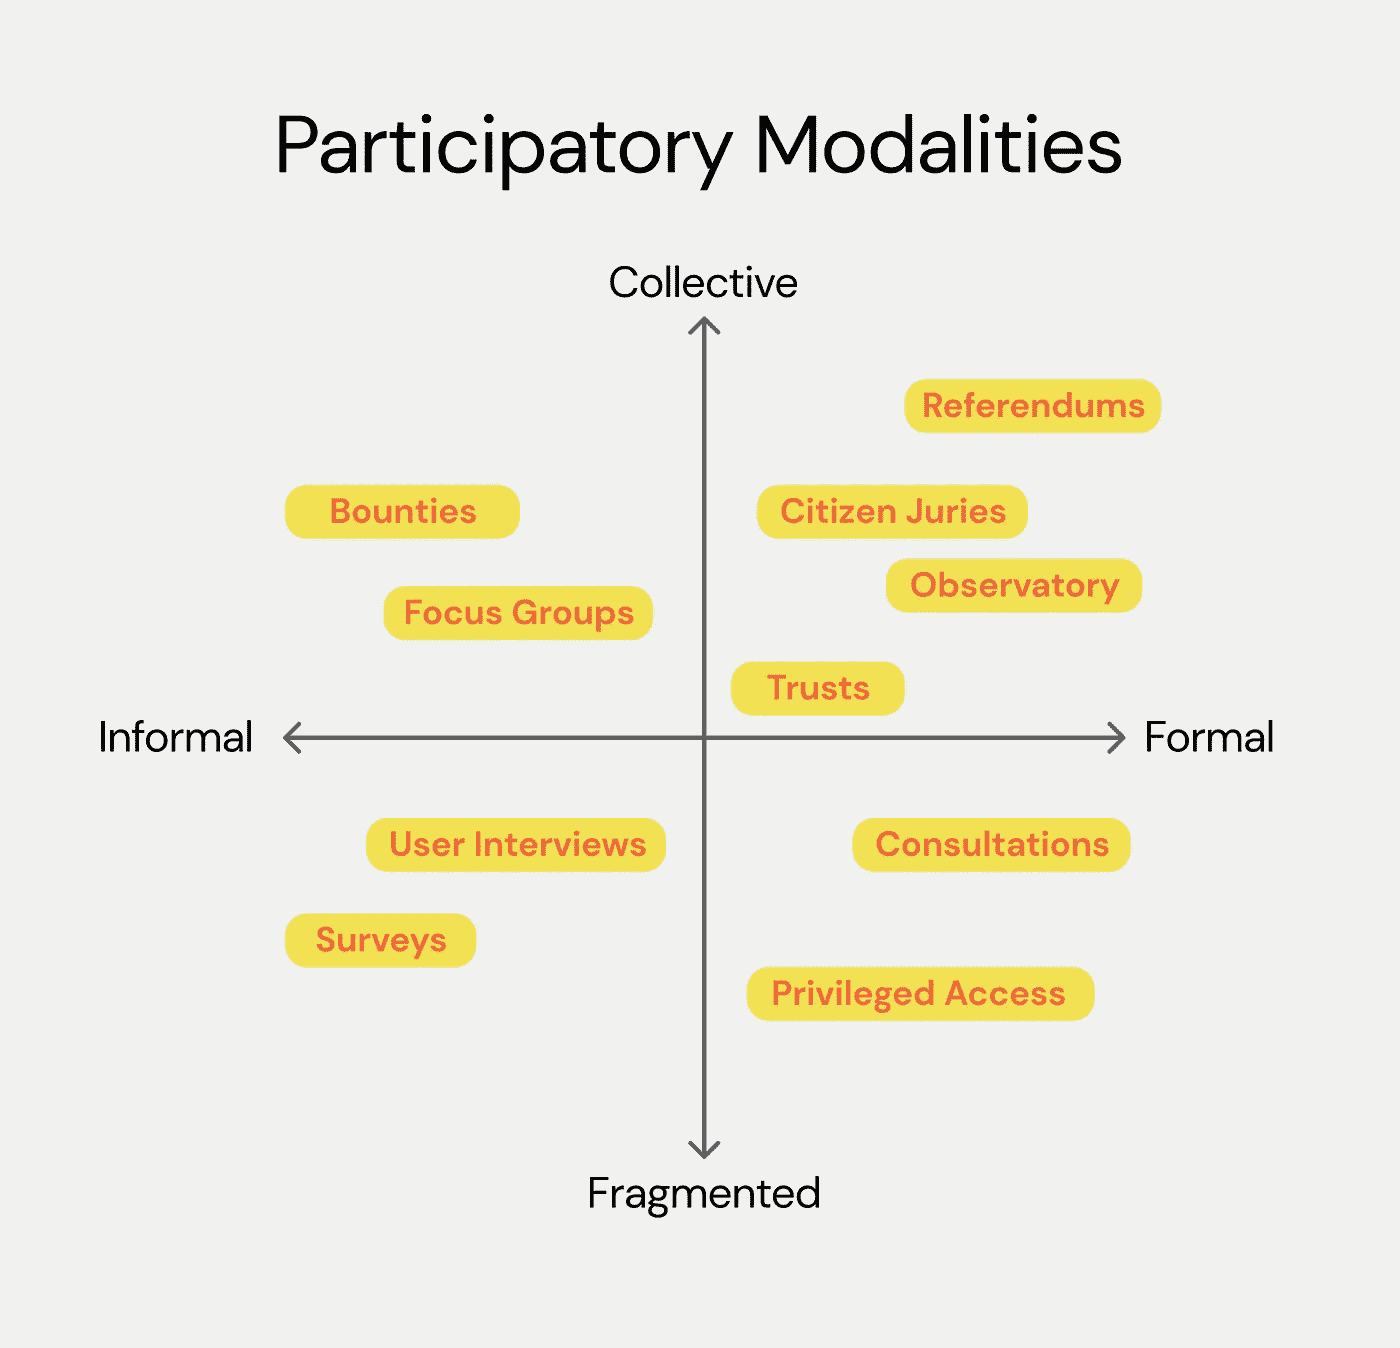 Participatory Modalities
Collective
Referendums
Bounties
Citizen Juries
Observatory
Focus Groups
Trusts
Informal
Formal
User Interviews
Consultations
Surveys
Privileged Access
Fragmented